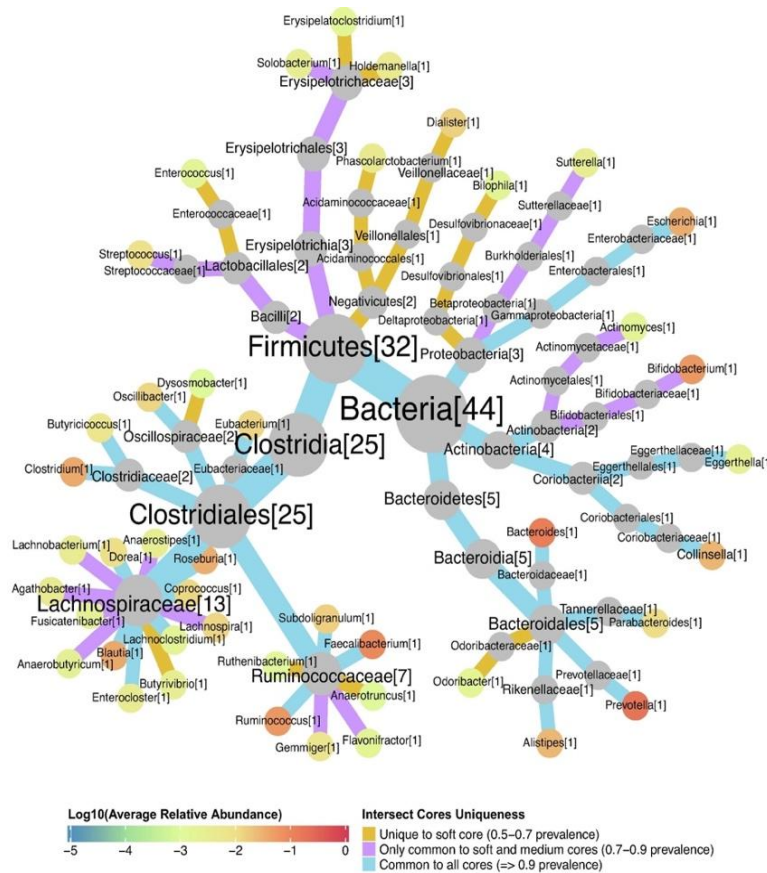 Erysipelatoclostridium[1]
Solobacterium[1]
Holdemanella[1]
Erysipelotrichaceae[3]
Dialister[1]
Erysipelotrichales[3]
Phascolarctobacterium[1]
Veillonellaceae[1]
Sutterella[1]
Enterococcus[1]
Bilophila[1]
Acidaminococcaceae[1]
Sutterellaceae[1]
Enterococcaceae[1]
Desulfovibrionaceae[1]
Escherichia[1]
Veillonellales[1]
Enterobacteriaceae[1]
Erysipelotrichia[3]
Streptococcus[1]
Acidaminococcales[1]
Burkholderiales[1]
Streptococcaceae[1]
Lactobacillales[2]
Desulfovibrionales[1]
Enterobacterales[1]
Negativicutes[2]
Betaproteobacteria[1]
Bacilli[2]
Gammaproteobacteria[1]
Deltaproteobacteria[1]
Actinomyces[1]
Firmicutes[32]
Proteobacteria[3]
Actinomycetaceae[1]
Bifidobacterium[1]
Dysosmobacter[1]
Actinomycetales[1]
Oscillibacter[1]
Bifidobacteriaceae[1]
Bacteria[44]
Butyricicoccus[1]
Eubacterium[1]
Bifidobacteriales[1]
Oscillospiraceae[2]
Actinobacteria[2]
Clostridia[25]
Actinobacteria[4]
Eggerthellaceae[1]
Clostridium[1]
Eubacteriaceae[1]
Eggerthellales[1]
Eggerthella[1]
Clostridiaceae[2]
Coriobacteriia[2]
Bacteroidetes[5]
Clostridiales[25]
Coriobacteriales[1]
Bacteroides[1]
Anaerostipes[1]
Coriobacteriaceae[1]
Lachnobacterium[1]
Dorea[1]
Roseburia[1]
Bacteroidia[5]
Collinsella[1]
Bacteroidaceae[1]
Agathobacter[1]
Coprococcus[1]
Lachnospiraceae[13]
Tannerellaceae[1]
Subdoligranulum[1]
Fusicatenibacter[1]
Lachnospira[1]
Bacteroidales[5]
Parabacteroides[1]
Lachnoclostridium[1]
Faecalibacterium[1]
Odoribacteraceae[1]
Blautia[1]
Anaerobutyricum[1]
Ruthenibacterium[1]
Prevotellaceae[1]
Ruminococcaceae[7]
Odoribacter[1]
Butyrivibrio[1]
Rikenellaceae[1]
Enterocloster[1]
Anaerotruncus[1]
Prevotella[1]
Ruminococcus[1]
Gemmiger[1]
Flavonifractor[1]
Alistipes[1]
Log10(Average Relative Abundance)
−5 −4 −3 −2 −1 0
Intersect Cores Uniqueness
Unique to soft core (0.5−0.7 prevalence)
Only common to soft and medium cores (0.7−0.9 prevalence)
Common to all cores (=> 0.9 prevalence)